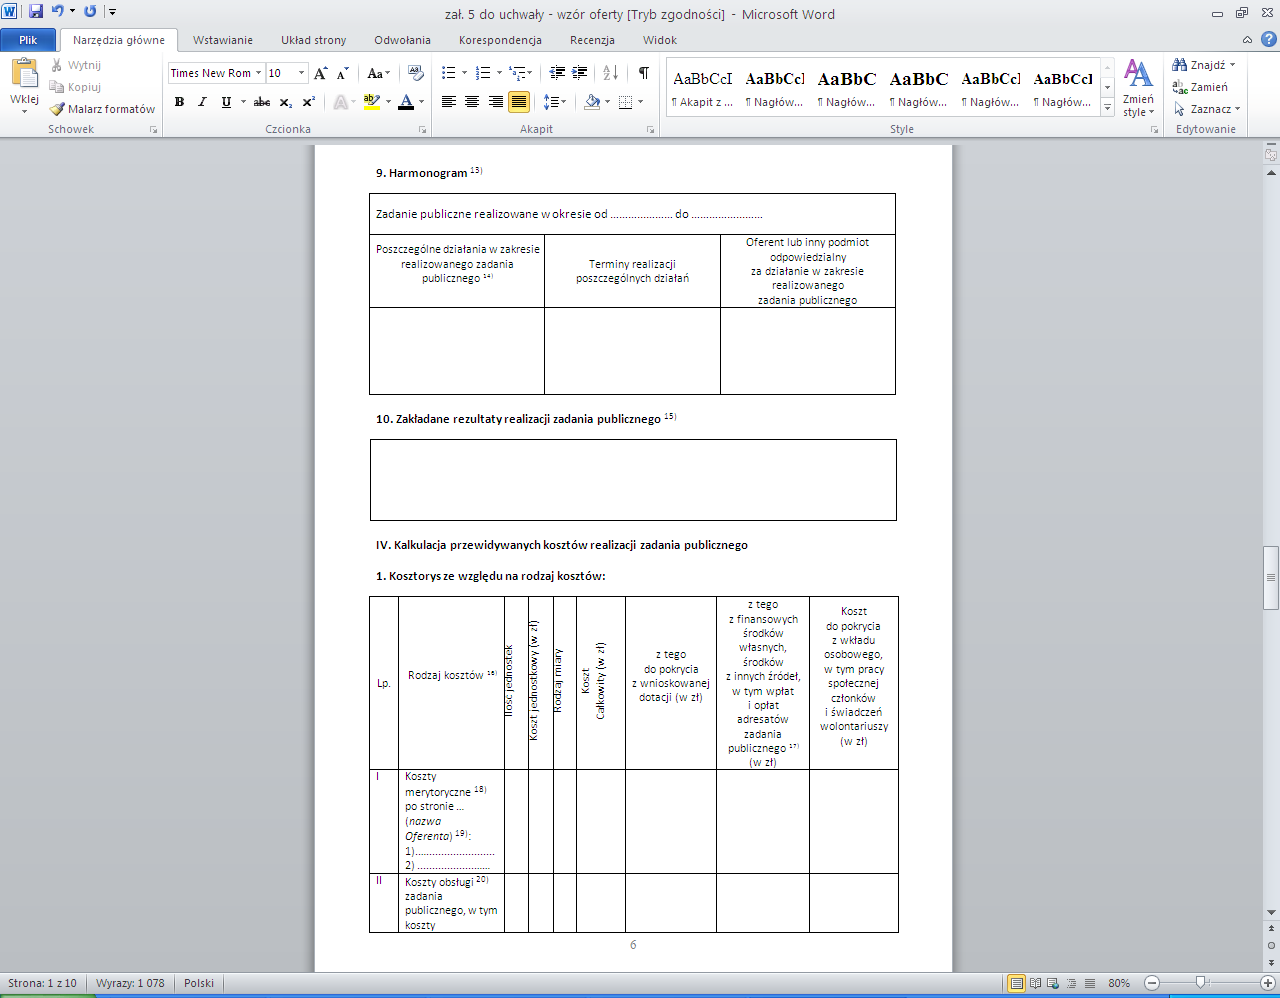 zał. 5 do uchwały - wzór oferty [Tryb zgodności] - Microsoft Word
Plik
Narzędzia główne
Wstawianie
Układ strony
Odwołania
Korespondencja
Recenzja
Widok
Wklej
Wytnij
Kopiuj
Malarz formatów
Schowek
Times New Rom
10
Czcionka
Akapit
AaBbCcI
AaBbCcI
AaBbC
AaBbC
AaBbCcI
AaBbCcI
¶ Akapit z ...
¶ Nagłów...
¶ Nagłów...
¶ Nagłów...
¶ Nagłów...
¶ Nagłów...
Style
Zmień
style
Znajdź
Zamień
Zaznacz
Edytowanie
9. Harmonogram 13)
Zadanie publiczne realizowane w okresie od ..................... do ........................
Poszczególne działania w zakresie
realizowanego zadania
publicznego 14)
Terminy realizacji
poszczególnych działań
Oferent lub inny podmiot
odpowiedzialny
za działanie w zakresie
realizowanego
zadania publicznego
10. Zakładane rezultaty realizacji zadania publicznego 15)
IV. Kalkulacja przewidywanych kosztów realizacji zadania publicznego
1. Kosztorys ze względu na rodzaj kosztów:
Lp.
Rodzaj kosztów 16)
Ilość jednostek
Koszt jednostkowy (w zł)
Rodzaj miary
Koszt
Całkowity (w zł)
z tego
do pokrycia
z wnioskowanej
dotacji (w zł)
z tego
z finansowych
środków
własnych,
środków
z innych źródeł,
w tym wpłat
i opłat
adresatów
zadania
publicznego 17)
(w zł)
Koszt
do pokrycia
z wkładu
osobowego,
w tym pracy
społecznej
członków
i świadczeń
wolontariuszy
(w zł)
I
Koszty
merytoryczne 18)
po stronie ...
(nazwa
Oferenta) 19):
1)...........................
2) .........................
II
Koszty obsługi 20)
zadania
publicznego, w tym
koszty
6
Strona: 1 z 10
Wyrazy: 1 078
Polski
80%